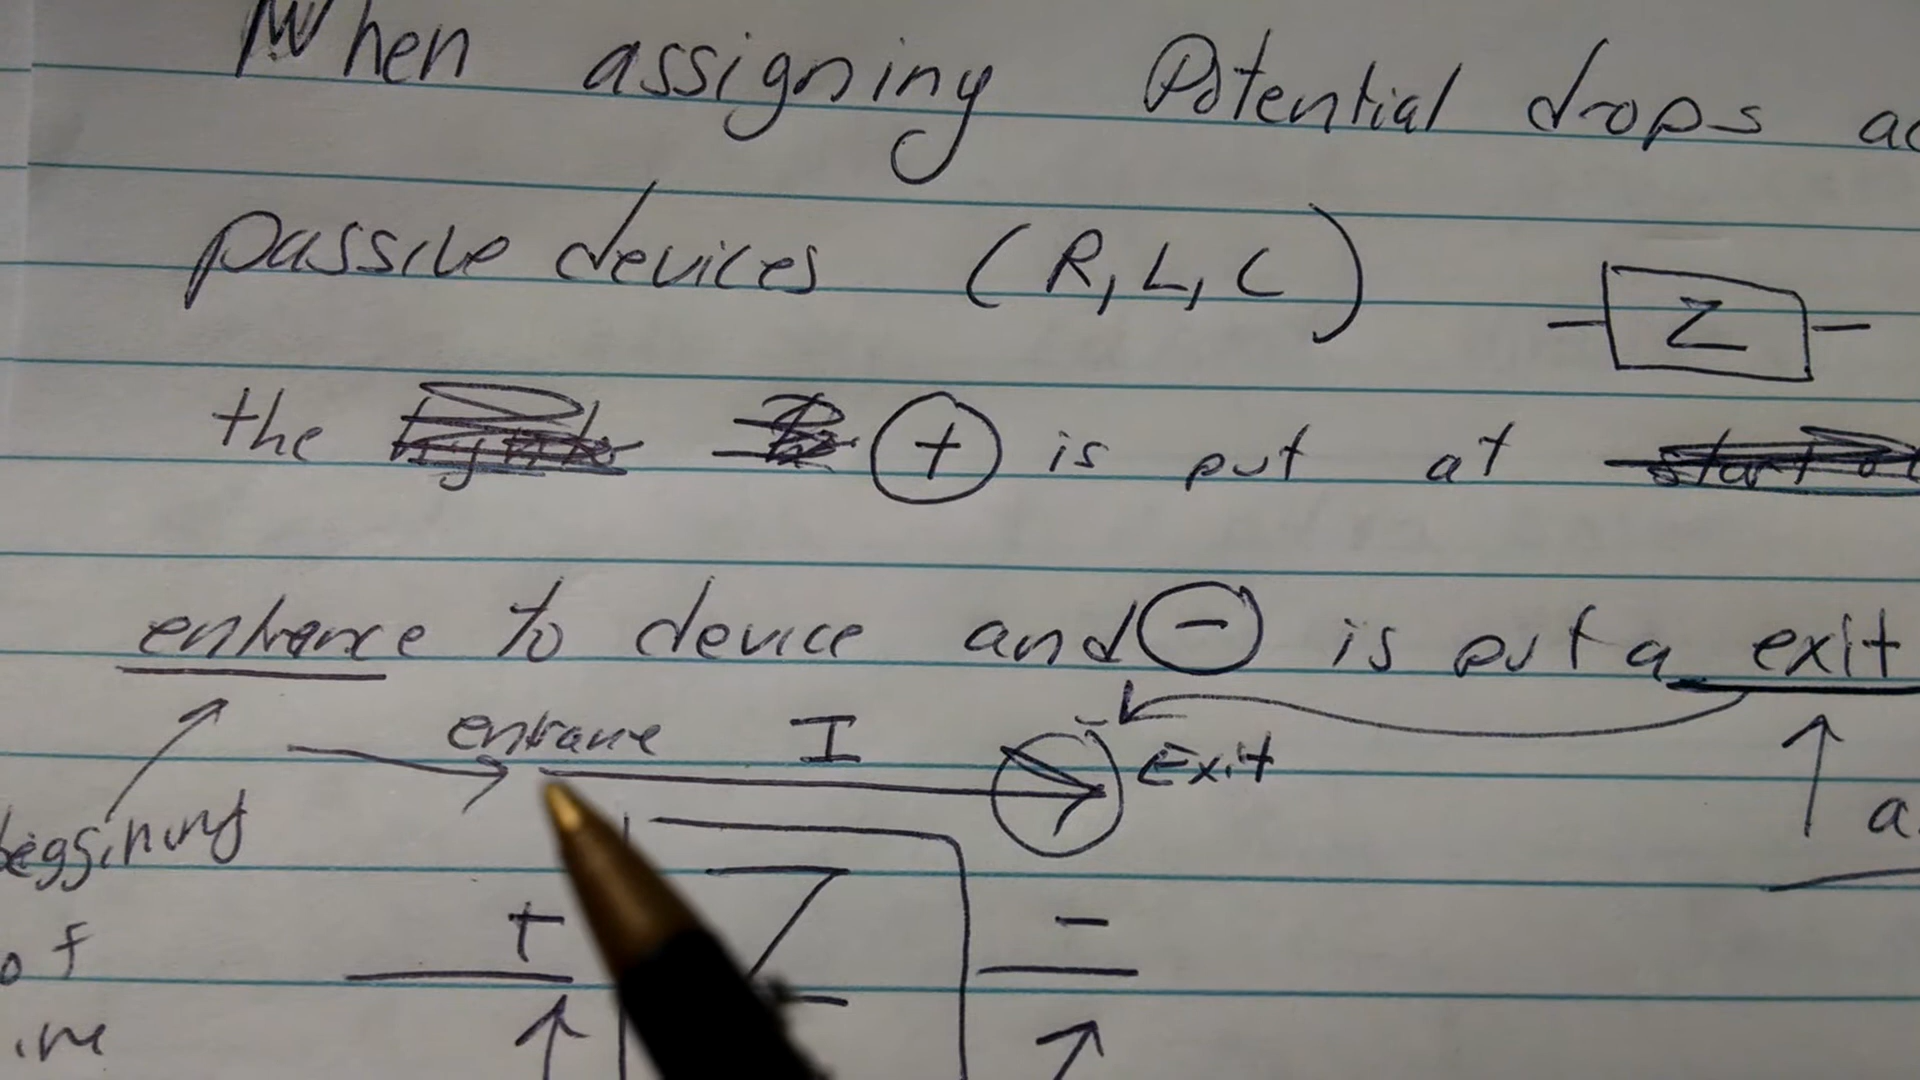 When assigning Potential drops
passive devices (R, L, C)
Z
the + is put at
entrance to device and - is put a exit
entrane I - Exit
beggining
+ Z -
of